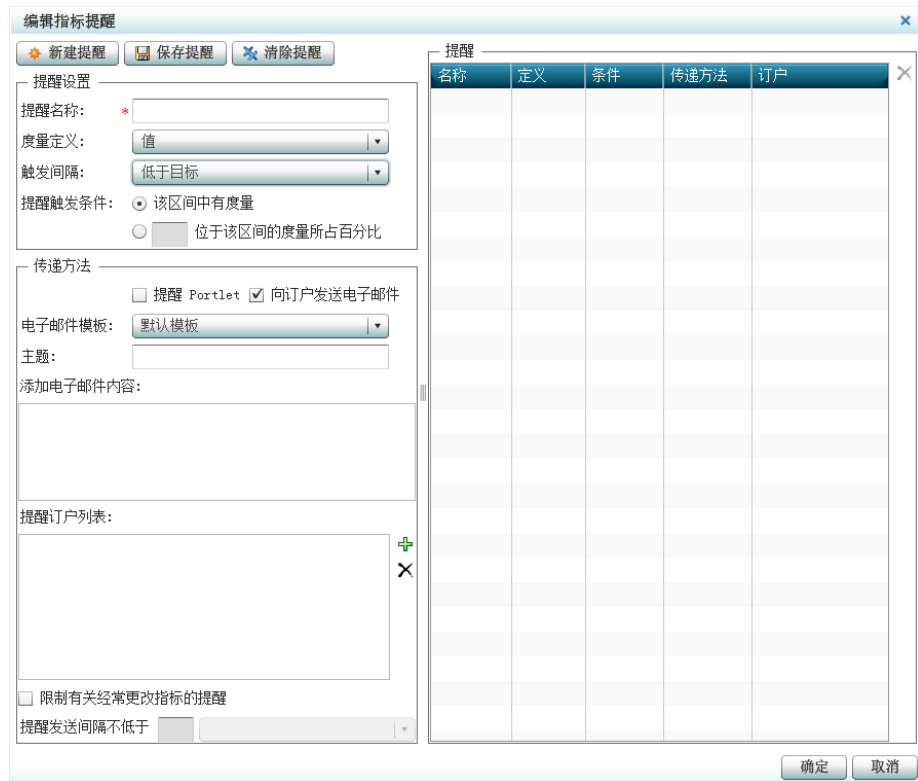 编辑指标提醒
新建提醒 保存提醒 清除提醒
提醒设置
提醒名称: *
度量定义: 值
触发间隔: 低于目标
提醒触发条件: 该区间中有度量
位于该区间的度量所占百分比
传递方法
提醒 Portlet 向订户发送电子邮件
电子邮件模板: 默认模板
主题:
添加电子邮件内容:
提醒订户列表:
限制有关经常更改指标的提醒
提醒发送间隔不低于
提醒
名称 定义 条件 传递方法 订户
确定 取消